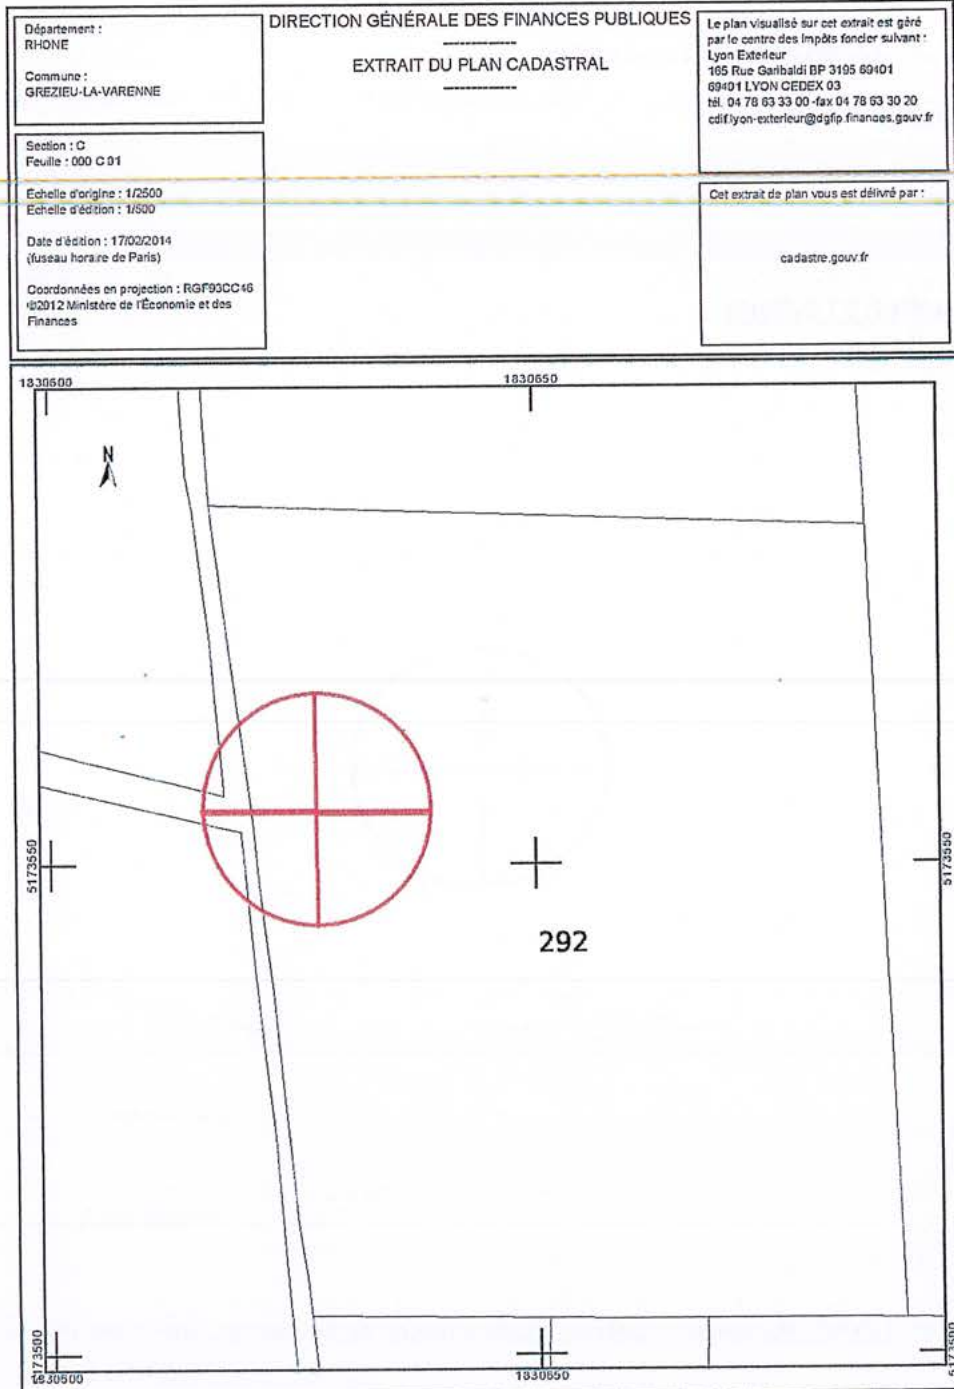 Département :
RHONE
Commune :
GREZIEU-LA-VARENNE
Section : C
Feuille : 000 C 01
Échelle d'origine : 1/2500
Échelle d'édition : 1/500
Date d'édition : 17/02/2014
(fuseau horaire de Paris)
Coordonnées en projection : RGF93CC46
©2012 Ministère de l'Économie et des
Finances
DIRECTION GÉNÉRALE DES FINANCES PUBLIQUES
------------------
EXTRAIT DU PLAN CADASTRAL
------------------
Le plan visualisé sur cet extrait est géré
par le centre des impôts foncier suivant :
Lyon Exterieur
165 Rue Garibaldi BP 3195 69401
69401 LYON CEDEX 03
tél. 04 78 63 33 00 -fax 04 78 63 30 20
cdif.lyon-exterieur@dgfip.finances.gouv.fr
Cet extrait de plan vous est délivré par :
cadastre.gouv.fr
1830600
1830650
N
5173550
5173550
292
5173500
5173500
1830600
1830650